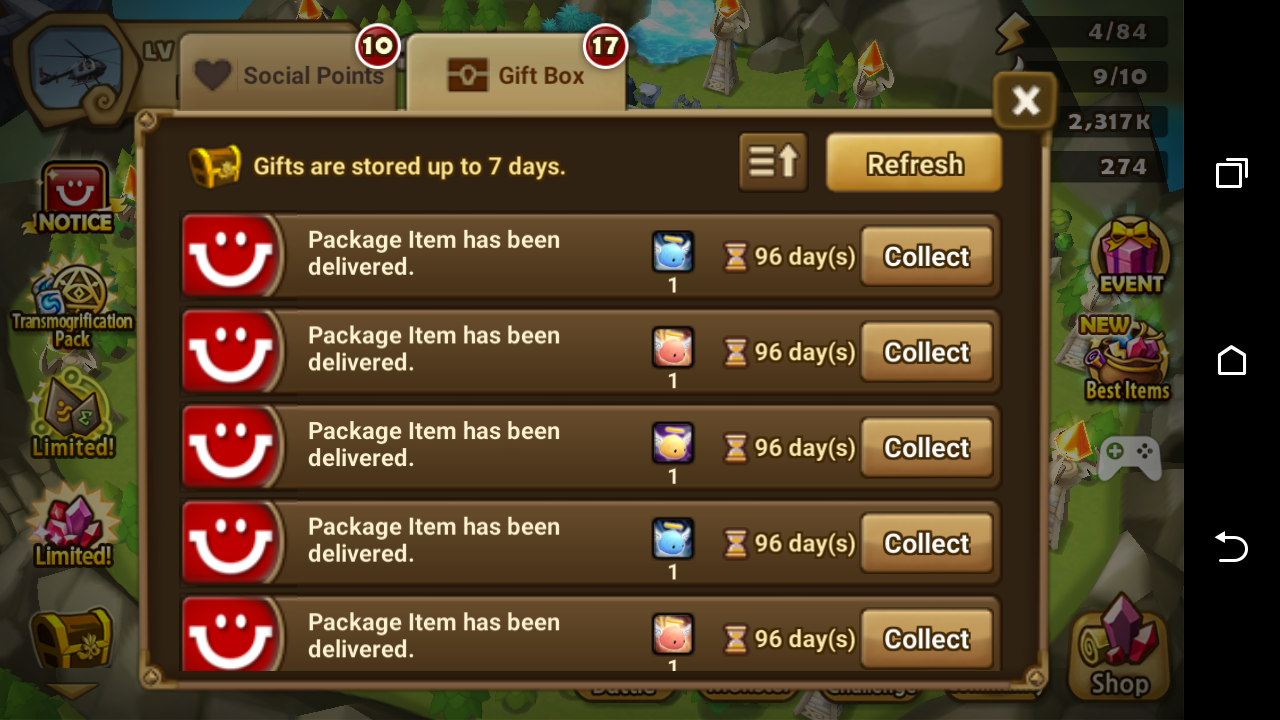 10
17
LV
Social Points
Gift Box
4/84
9/10
2,317K
274
Gifts are stored up to 7 days.
Refresh
NOTICE
Package Item has been
delivered.
1
96 day(s)
Collect
EVENT
Transmogrification
Pack
Package Item has been
delivered.
1
96 day(s)
Collect
NEW
Best Items
Limited!
Package Item has been
delivered.
1
96 day(s)
Collect
Limited!
Package Item has been
delivered.
1
96 day(s)
Collect
Package Item has been
delivered.
1
96 day(s)
Collect
Shop
Battle
Monster
Challenge